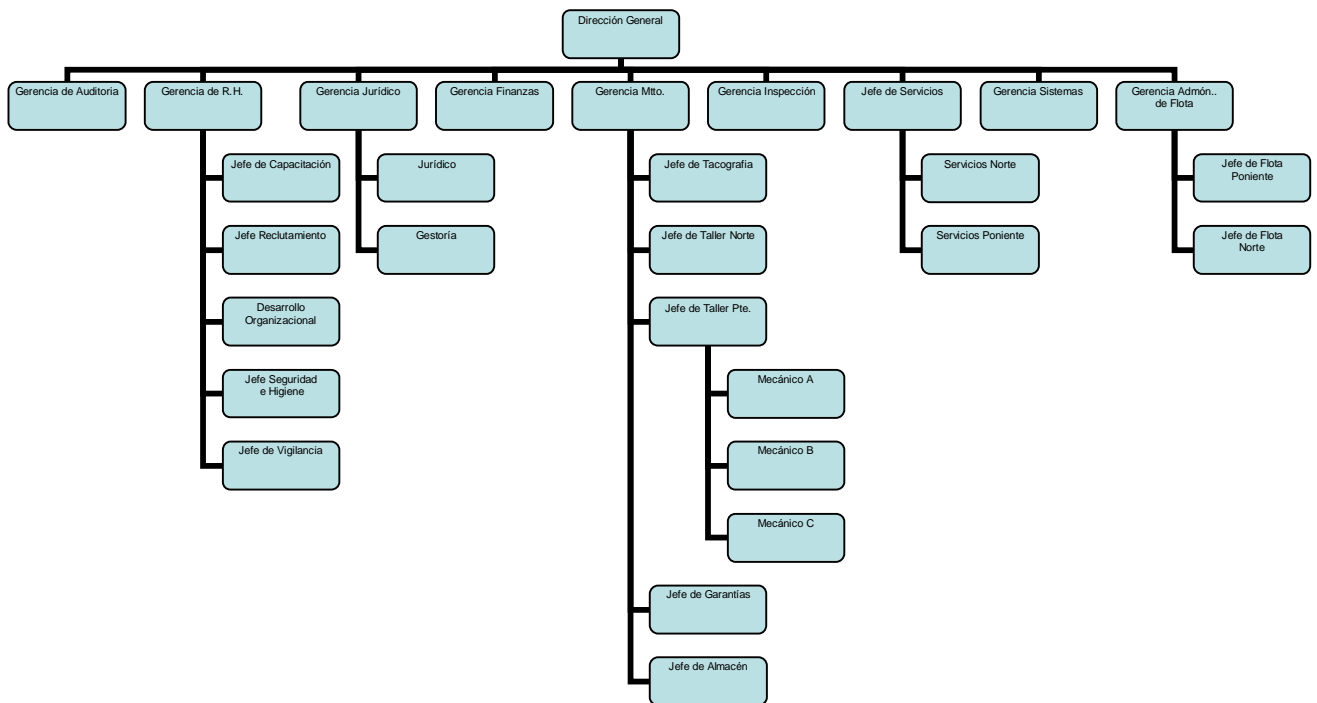 Dirección General
Gerencia de Auditoria
Gerencia de R.H.
Gerencia Jurídico
Gerencia Finanzas
Gerencia Mtto.
Gerencia Inspección
Jefe de Servicios
Gerencia Sistemas
Gerencia Admón..
de Flota
Jefe de Capacitación
Jefe Reclutamiento
Desarrollo
Organizacional
Jefe Seguridad
e Higiene
Jefe de Vigilancia
Jurídico
Gestoría
Jefe de Tacografia
Jefe de Taller Norte
Jefe de Taller Pte.
Mecánico A
Mecánico B
Mecánico C
Jefe de Garantías
Jefe de Almacén
Servicios Norte
Servicios Poniente
Jefe de Flota
Poniente
Jefe de Flota
Norte